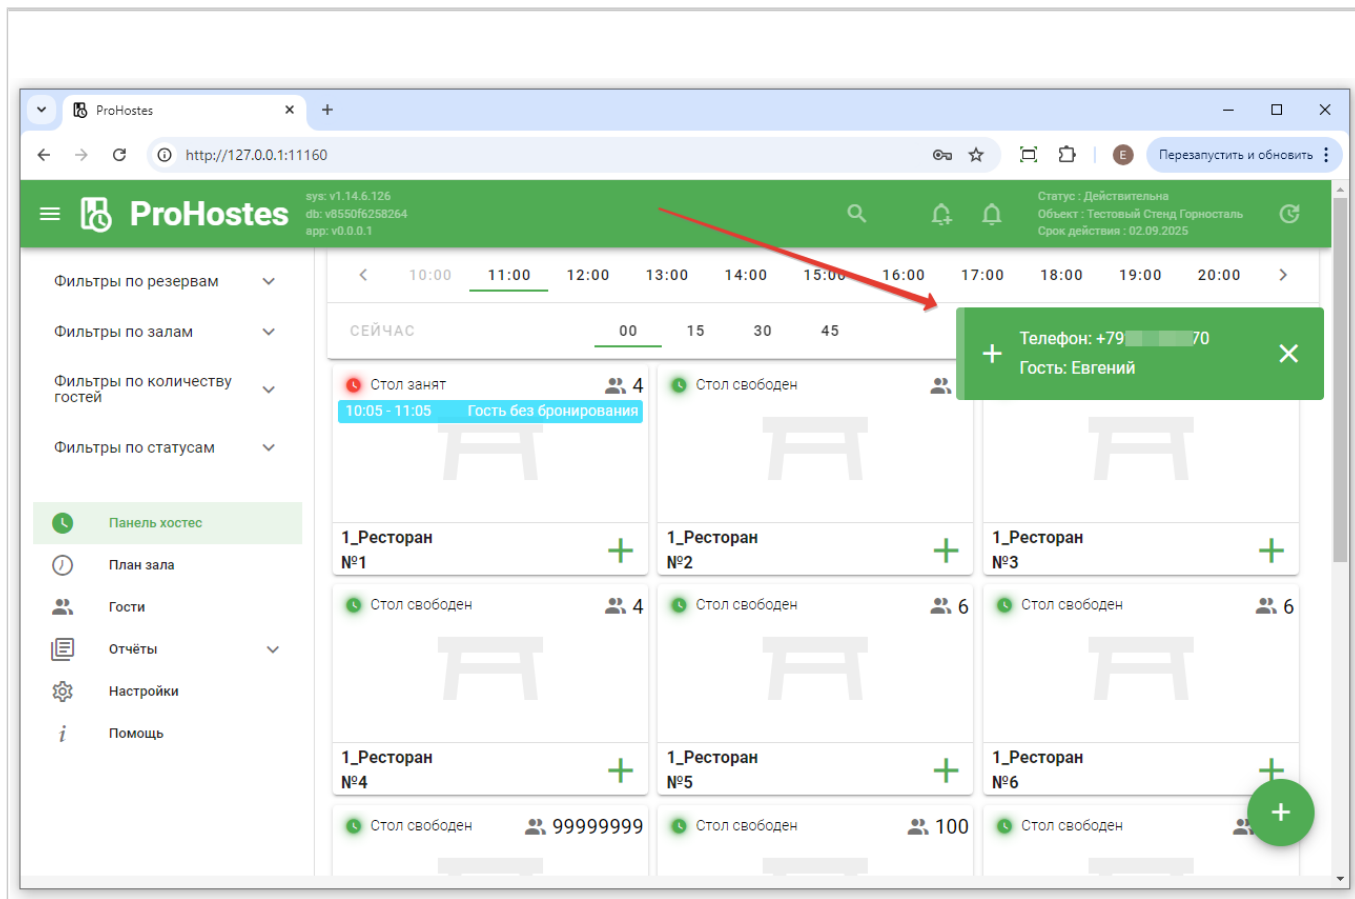 ProHostes
http://127.0.0.1:11160
E
Перезапустить и обновить
ProHostes
sys: v1.14.6.126
db: v8550f6258264
app: v0.0.0.1
Статус : Действительна
Объект : Тестовый Стенд Горносталь
Срок действия : 02.09.2025
Фильтры по резервам
Фильтры по залам
Фильтры по количеству
гостей
Фильтры по статусам
Панель хостес
План зала
Гости
Отчёты
Настройки
Помощь
10:00 11:00 12:00 13:00 14:00 15:00 16:00 17:00 18:00 19:00 20:00
СЕЙЧАС 00 15 30 45
Телефон: +79 70
Гость: Евгений
Стол занят 4
10:05 - 11:05 Гость без бронирования
1_Ресторан
№1
Стол свободен
1_Ресторан
№2
1_Ресторан
№3
Стол свободен 4
1_Ресторан
№4
Стол свободен 6
1_Ресторан
№5
Стол свободен 6
1_Ресторан
№6
Стол свободен 99999999
Стол свободен 100
Стол свободен